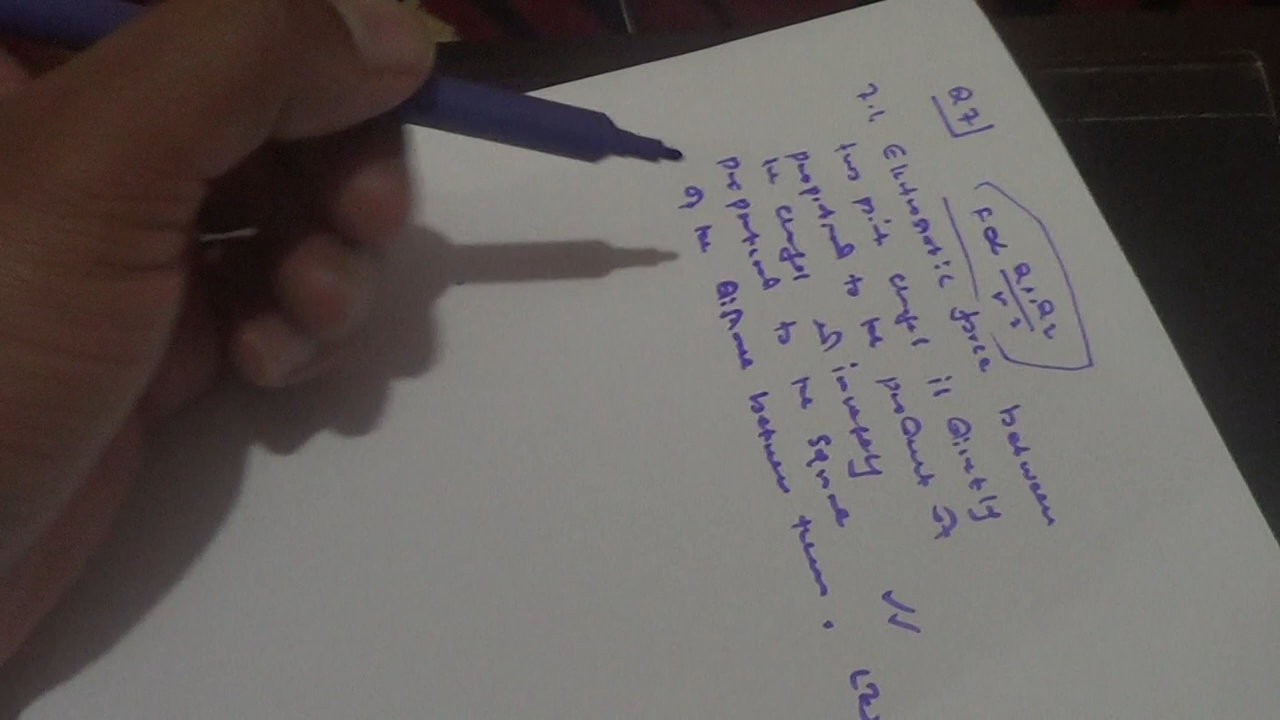 Q7
F α Q1.Q2 / r²
7.1. Electrostatic force between
two point charges is directly
proportional to the product of
the charges & inversely
proportional to the square
of the distance between them. ✓✓ (2)